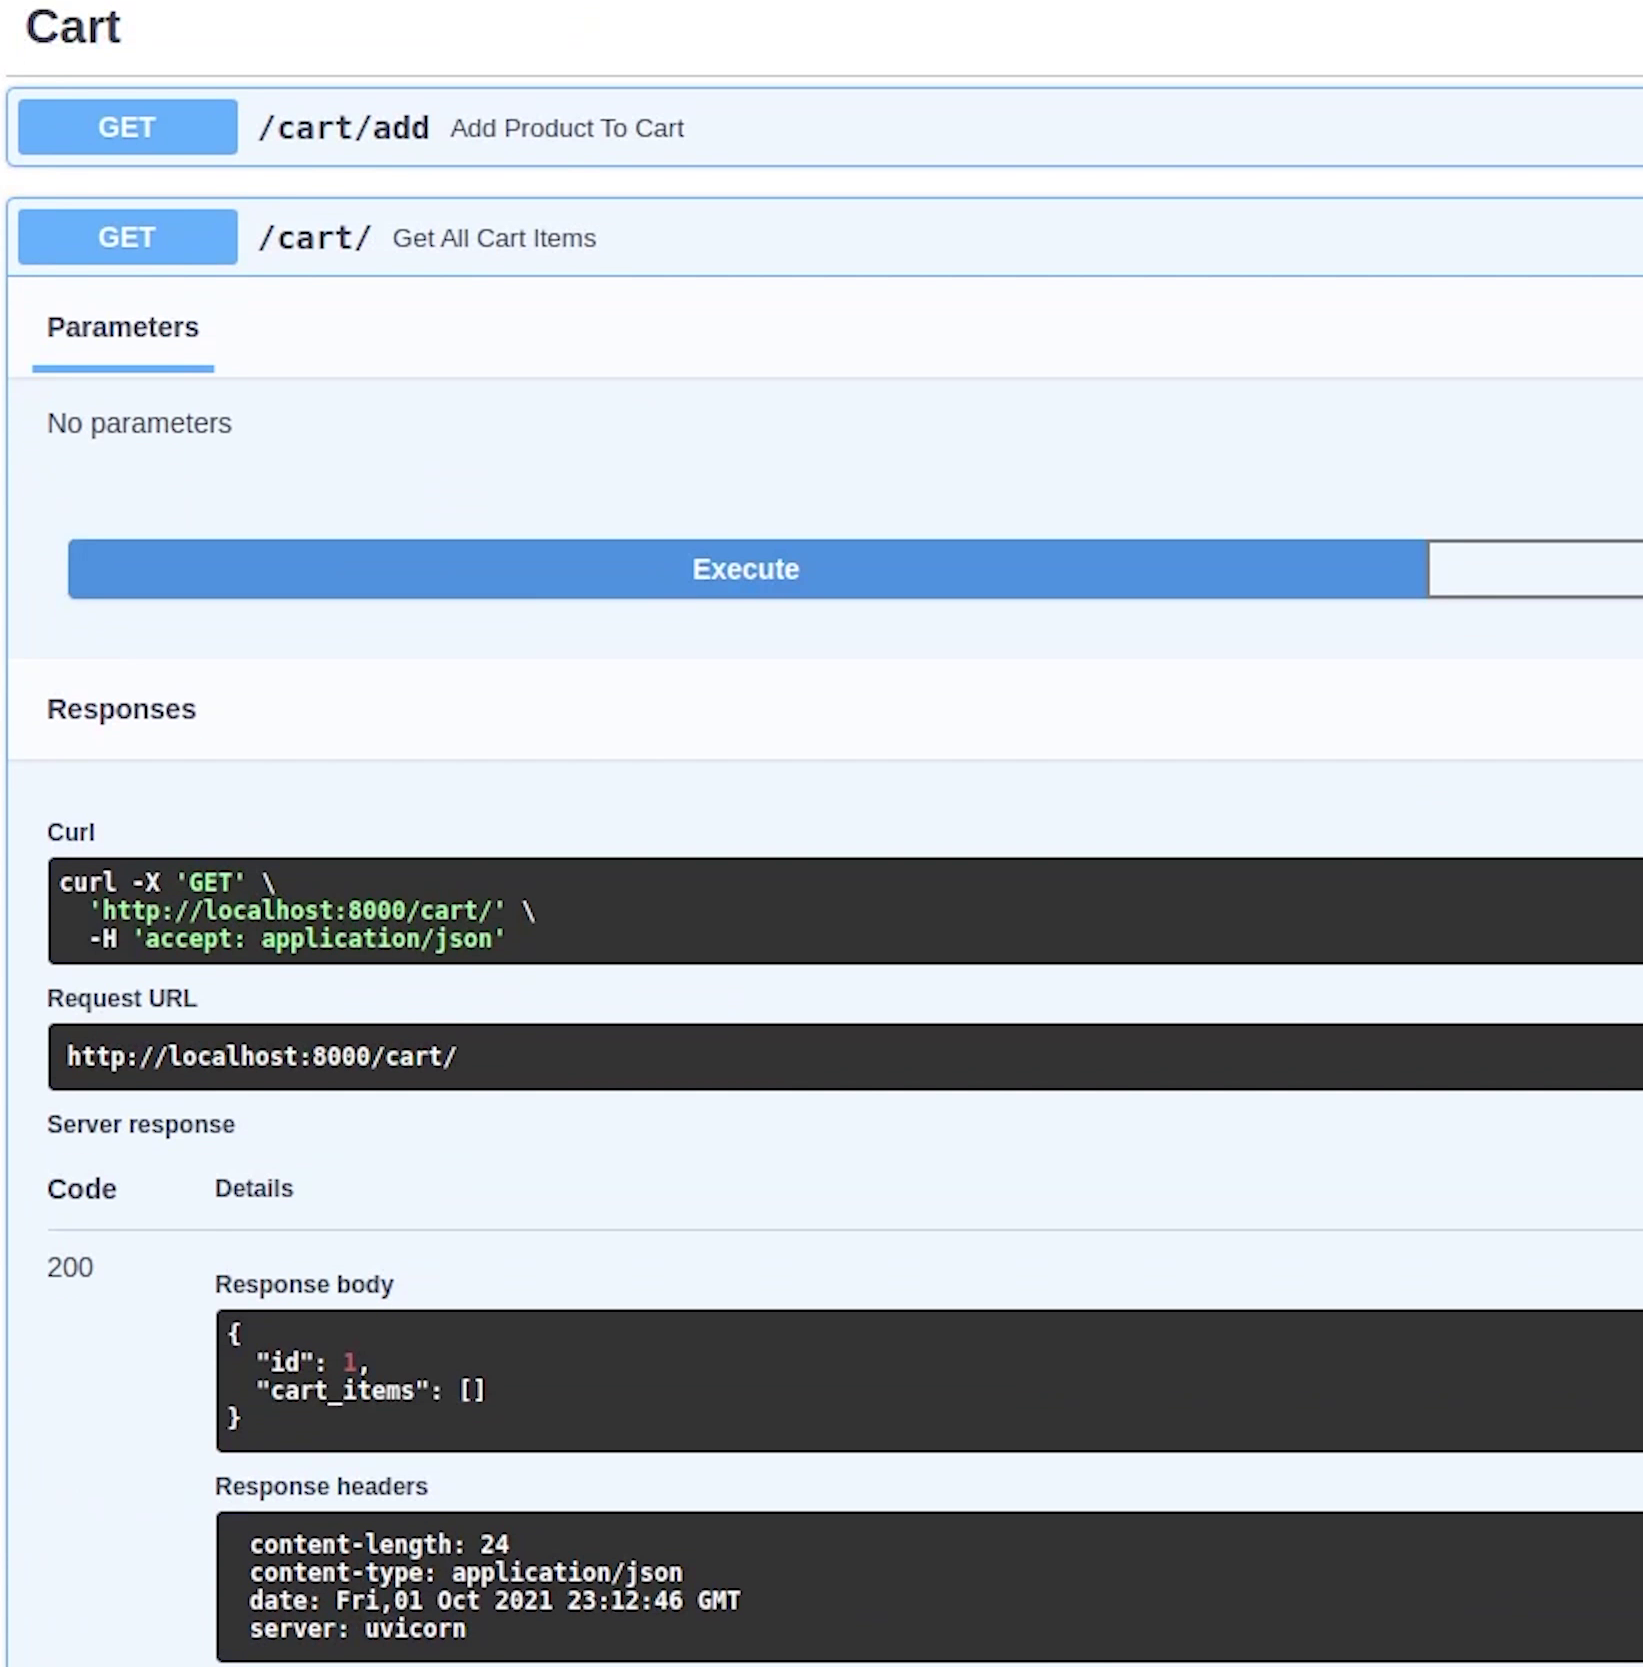 Cart
GET /cart/add Add Product To Cart
GET /cart/ Get All Cart Items
Parameters
No parameters
Execute
Responses
Curl
curl -X 'GET' \
  'http://localhost:8000/cart/' \
  -H 'accept: application/json'
Request URL
http://localhost:8000/cart/
Server response
Code Details
200
Response body
{
  "id": 1,
  "cart_items": []
}
Response headers
content-length: 24
content-type: application/json
date: Fri,01 Oct 2021 23:12:46 GMT
server: uvicorn